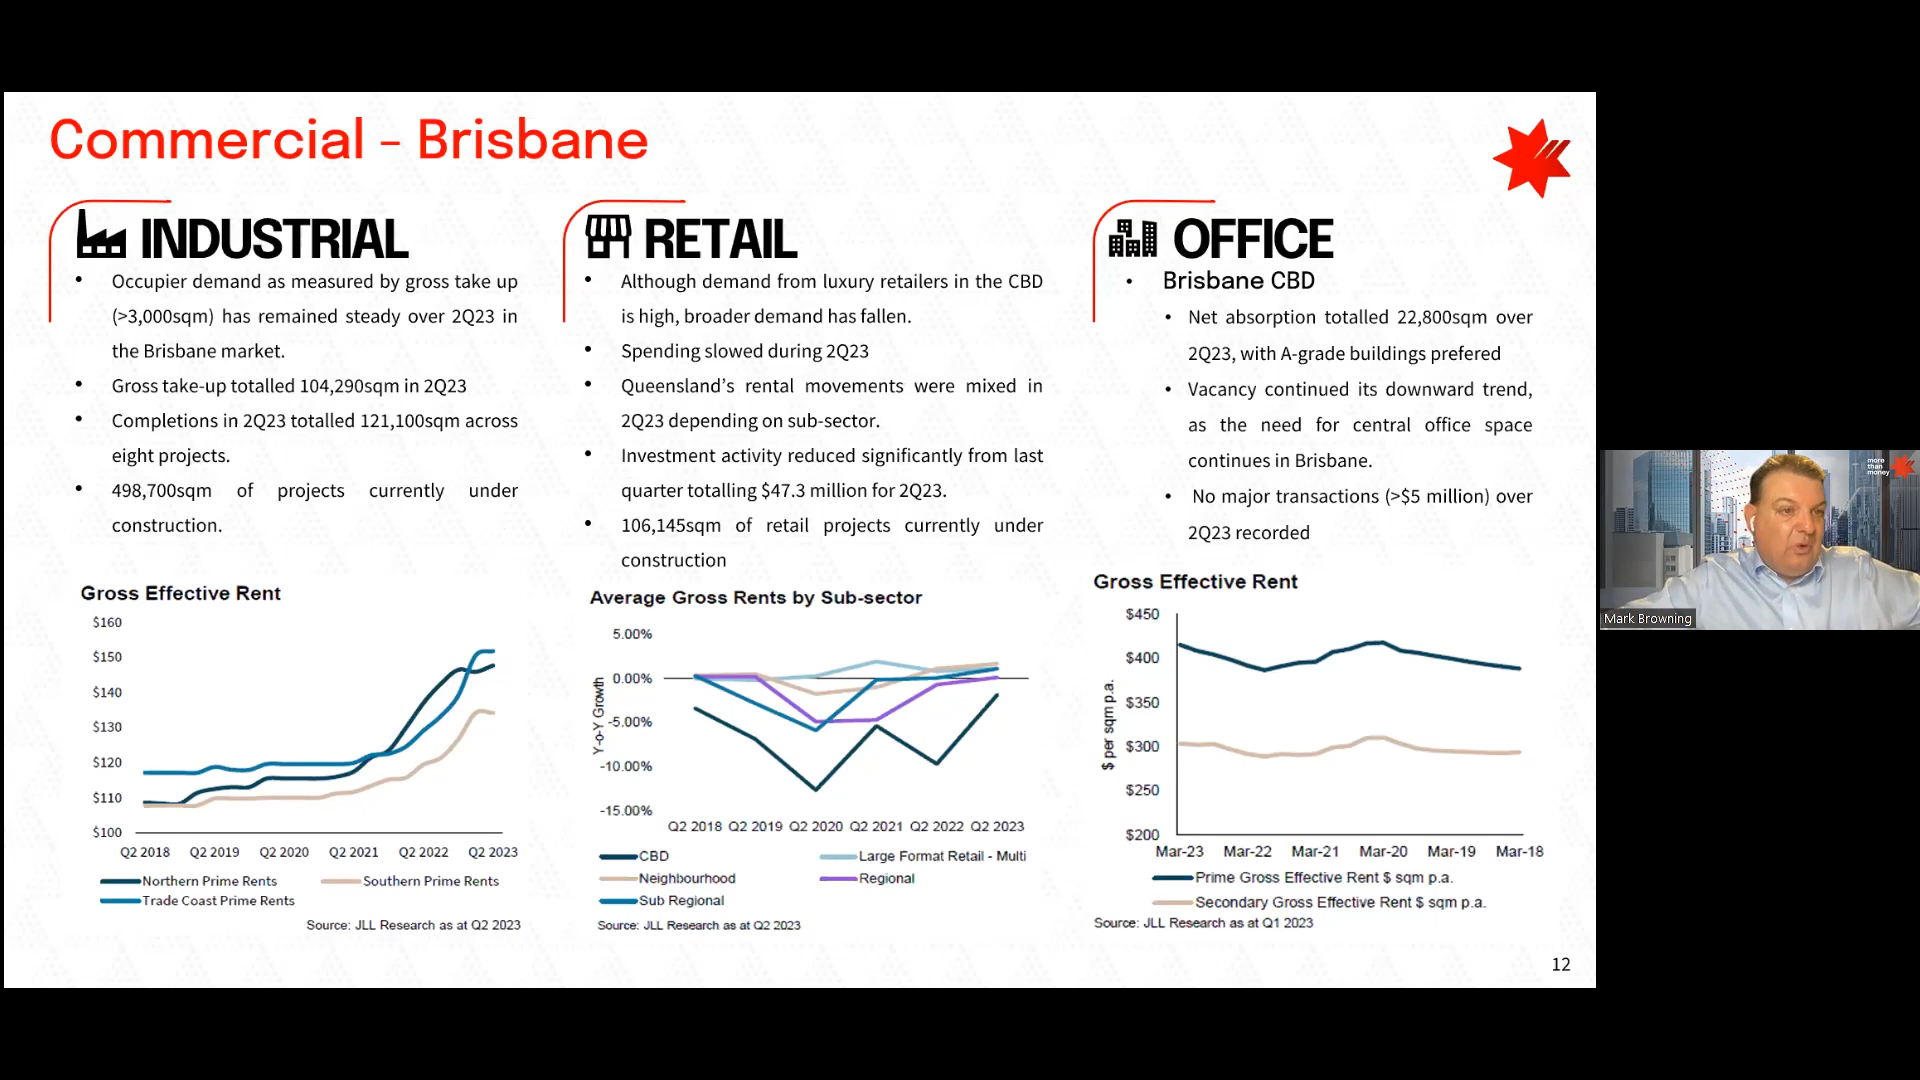 Commercial – Brisbane
INDUSTRIAL
• Occupier demand as measured by gross take up
(>3,000sqm) has remained steady over 2Q23 in
the Brisbane market.
• Gross take-up totalled 104,290sqm in 2Q23
• Completions in 2Q23 totalled 121,100sqm across
eight projects.
• 498,700sqm of projects currently under
construction.
Gross Effective Rent
$160
$150
$140
$130
$120
$110
$100
Q2 2018 Q2 2019 Q2 2020 Q2 2021 Q2 2022 Q2 2023
Northern Prime Rents Southern Prime Rents
Trade Coast Prime Rents
Source: JLL Research as at Q2 2023
RETAIL
• Although demand from luxury retailers in the CBD
is high, broader demand has fallen.
• Spending slowed during 2Q23
• Queensland’s rental movements were mixed in
2Q23 depending on sub-sector.
• Investment activity reduced significantly from last
quarter totalling $47.3 million for 2Q23.
• 106,145sqm of retail projects currently under
construction
Average Gross Rents by Sub-sector
Y-o-Y Growth
5.00%
0.00%
-5.00%
-10.00%
-15.00%
Q2 2018 Q2 2019 Q2 2020 Q2 2021 Q2 2022 Q2 2023
CBD Large Format Retail - Multi
Neighbourhood Regional
Sub Regional
Source: JLL Research as at Q2 2023
OFFICE
• Brisbane CBD
• Net absorption totalled 22,800sqm over
2Q23, with A-grade buildings prefered
• Vacancy continued its downward trend,
as the need for central office space
continues in Brisbane.
• No major transactions (>$5 million) over
2Q23 recorded
Gross Effective Rent
$ per sqm p.a.
$450
$400
$350
$300
$250
$200
Mar-23 Mar-22 Mar-21 Mar-20 Mar-19 Mar-18
Prime Gross Effective Rent $ sqm p.a.
Secondary Gross Effective Rent $ sqm p.a.
Source: JLL Research as at Q1 2023
12
more
than
money
Mark Browning